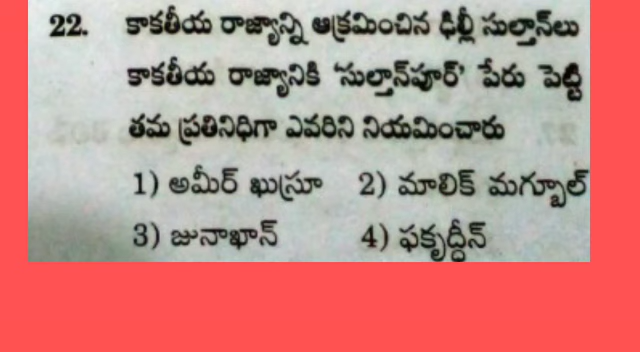 22. కాకతీయ రాజ్యాన్ని ఆక్రమించిన ఢిల్లీ సుల్తాన్‌లు
కాకతీయ రాజ్యానికి 'సుల్తాన్‌పూర్' పేరు పెట్టి
తమ ప్రతినిధిగా ఎవరిని నియమించారు
1) అమీర్ ఖుస్రూ 2) మాలిక్ మగ్బూల్
3) జునాఖాన్ 4) ఫకృద్దీన్